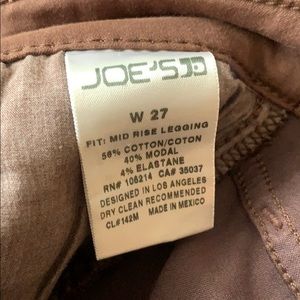 JOE'S
W 27
FIT: MID RISE LEGGING
56% COTTON/COTON
40% MODAL
4% ELASTANE
RN# 106214 CA# 35037
DESIGNED IN LOS ANGELES
DRY CLEAN RECOMMENDED
CL#142M MADE IN MEXICO